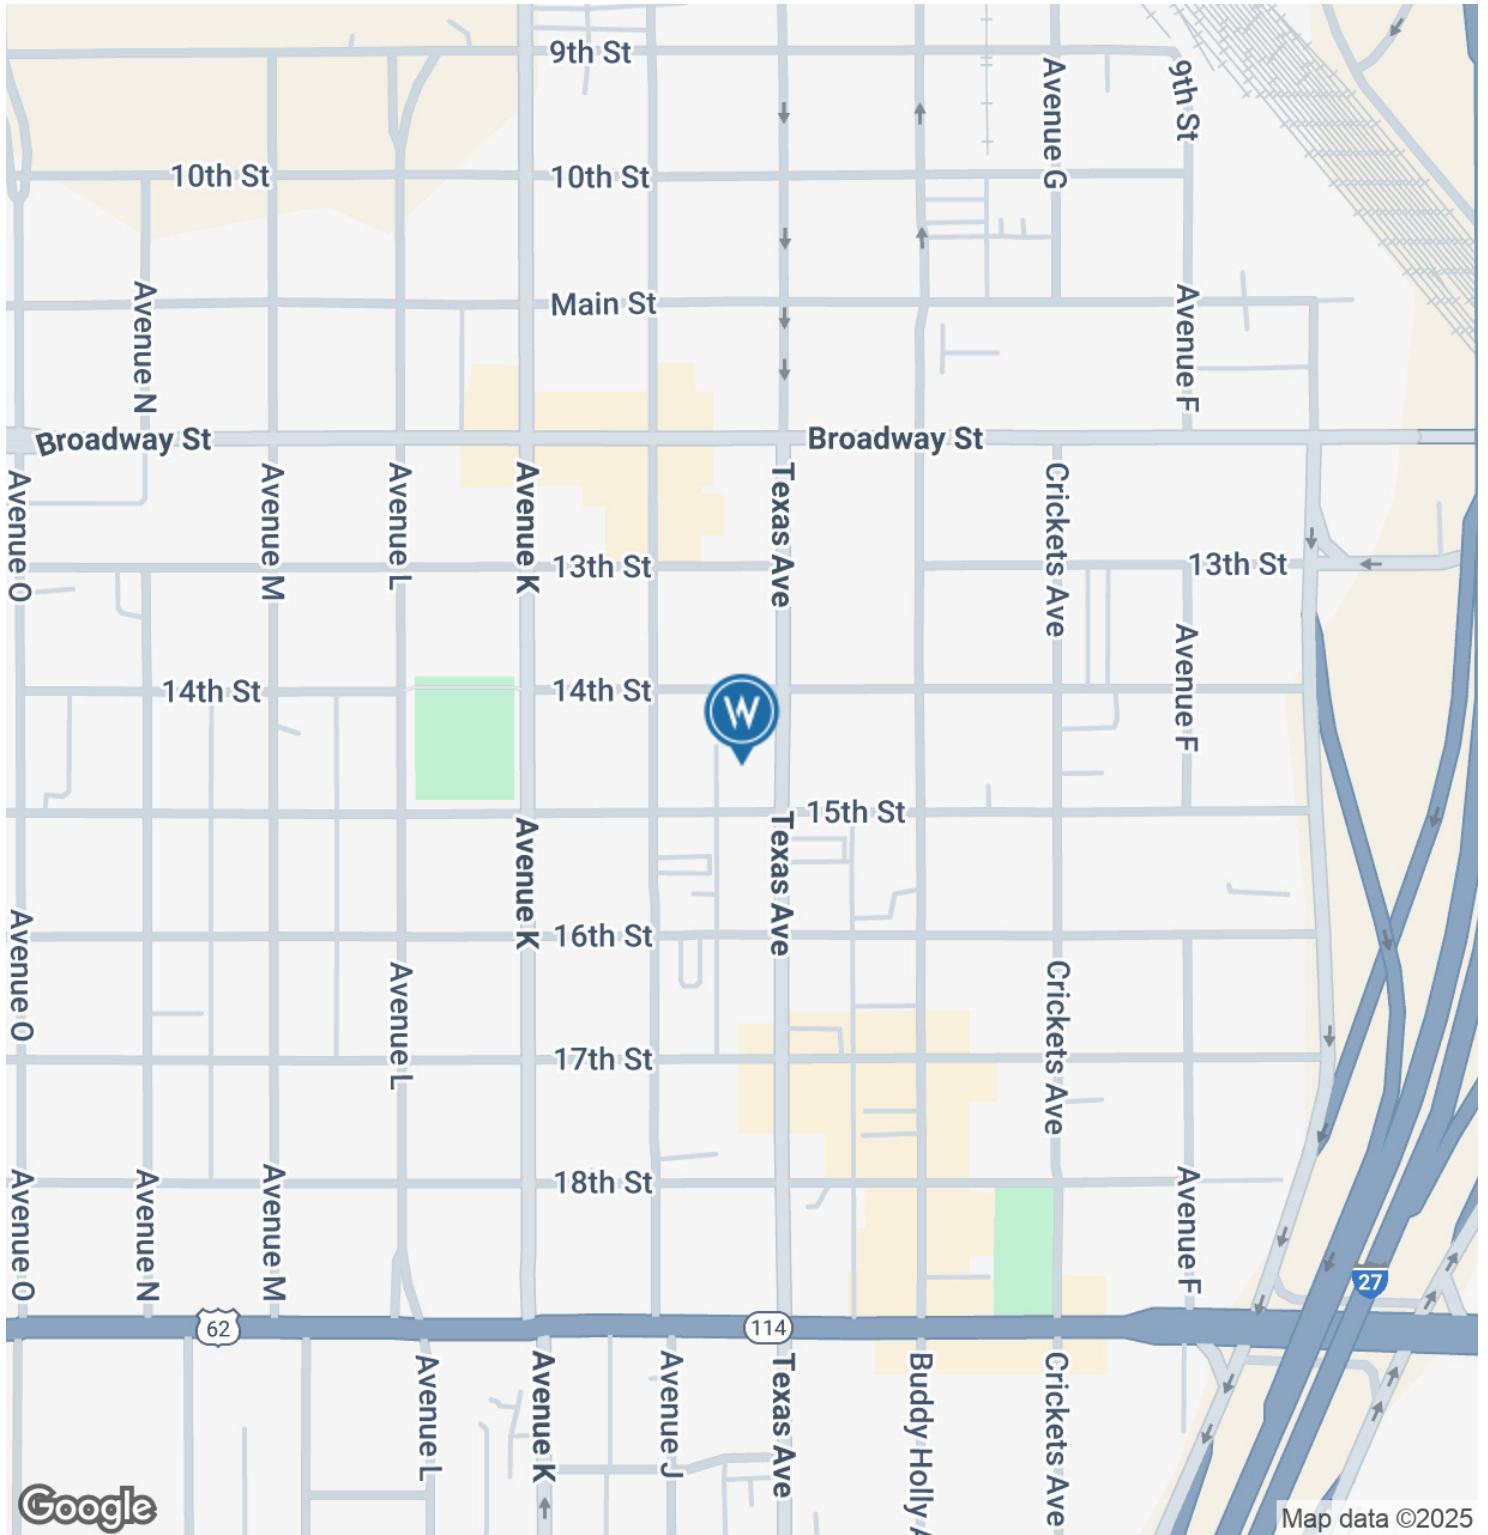 9th St
Avenue G
9th St
10th St
10th St
Avenue N
Main St
Avenue F
Broadway St
Broadway St
Avenue O
Avenue M
Avenue L
Avenue K
Texas Ave
Crickets Ave
13th St
13th St
Avenue F
14th St
14th St
W
15th St
Avenue K
Texas Ave
Avenue O
16th St
Avenue L
Crickets Ave
17th St
Avenue O
Avenue N
Avenue M
18th St
Avenue F
27
62
114
Avenue L
Avenue K
Avenue J
Texas Ave
Buddy Holly A
Crickets Ave
Google
Map data ©2025